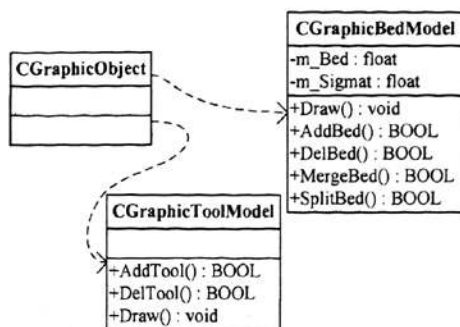 CGraphicObject
CGraphicBedModel
-m_Bed : float
-m_Sigmat : float
+Draw() : void
+AddBed() : BOOL
+DelBed() : BOOL
+MergeBed() : BOOL
+SplitBed() : BOOL
CGraphicToolModel
+AddTool() : BOOL
+DelTool() : BOOL
+Draw() : void